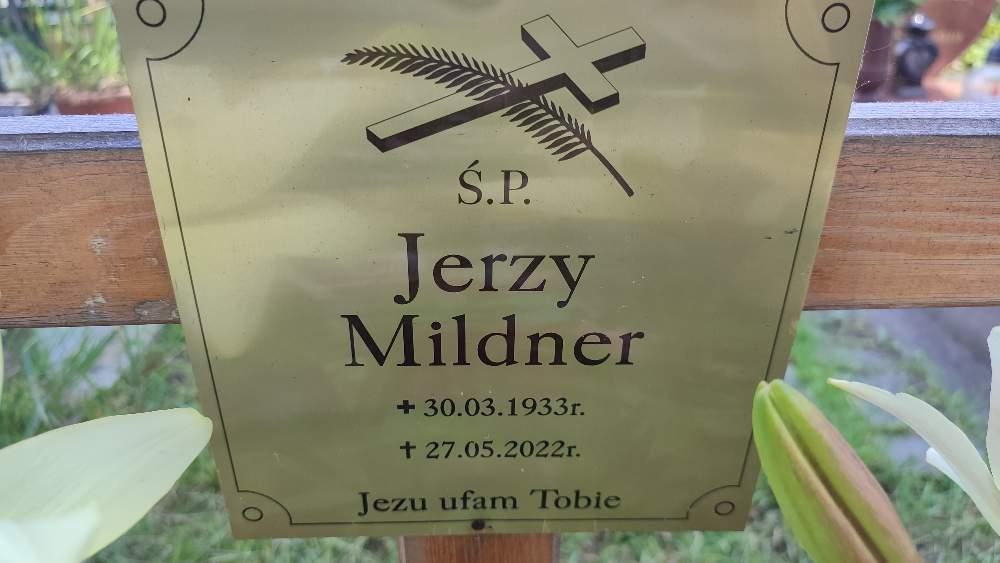 Ś.P.
Jerzy
Mildner
+ 30.03.1933r.
✝ 27.05.2022r.
Jezu ufam Tobie